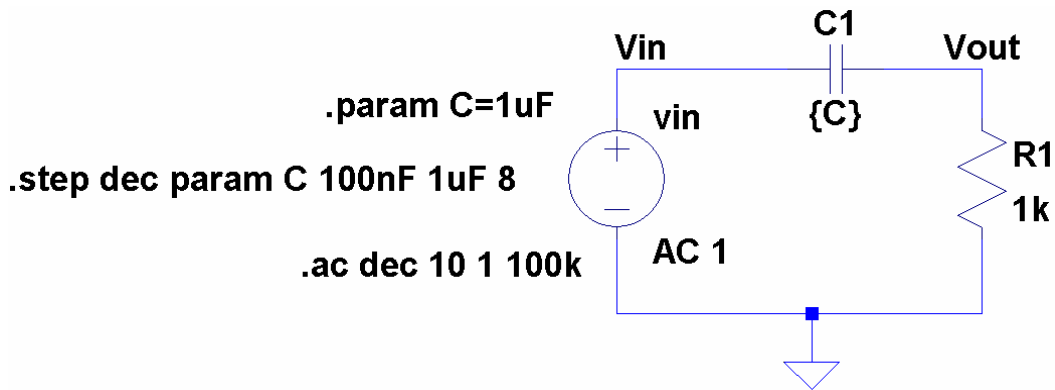 C1
Vin
Vout
.param C=1uF
vin
{C}
R1
.step dec param C 100nF 1uF 8
1k
.ac dec 10 1 100k
AC 1